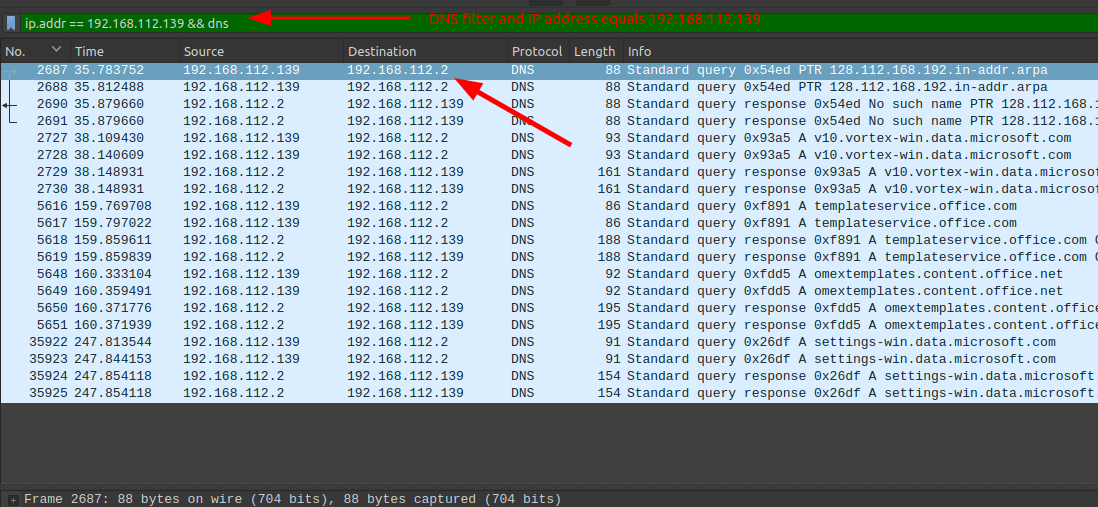 DNS filter and IP address equals 192.168.112.139
ip.addr == 192.168.112.139 && dns
No. Time Source Destination Protocol Length Info
2687 35.783752 192.168.112.139 192.168.112.2 DNS 88 Standard query 0x54ed PTR 128.112.168.192.in-addr.arpa
2688 35.812488 192.168.112.139 192.168.112.2 DNS 88 Standard query 0x54ed PTR 128.112.168.192.in-addr.arpa
2690 35.879660 192.168.112.2 192.168.112.139 DNS 88 Standard query response 0x54ed No such name PTR 128.112.168.1
2691 35.879660 192.168.112.2 192.168.112.139 DNS 88 Standard query response 0x54ed No such name PTR 128.112.168.1
2727 38.109430 192.168.112.139 192.168.112.2 DNS 93 Standard query 0x93a5 A v10.vortex-win.data.microsoft.com
2728 38.140609 192.168.112.139 192.168.112.2 DNS 93 Standard query 0x93a5 A v10.vortex-win.data.microsoft.com
2729 38.148931 192.168.112.2 192.168.112.139 DNS 161 Standard query response 0x93a5 A v10.vortex-win.data.microsof
2730 38.148931 192.168.112.2 192.168.112.139 DNS 161 Standard query response 0x93a5 A v10.vortex-win.data.microsof
5616 159.769708 192.168.112.139 192.168.112.2 DNS 86 Standard query 0xf891 A templateservice.office.com
5617 159.797022 192.168.112.139 192.168.112.2 DNS 86 Standard query 0xf891 A templateservice.office.com
5618 159.859611 192.168.112.2 192.168.112.139 DNS 188 Standard query response 0xf891 A templateservice.office.com C
5619 159.859839 192.168.112.2 192.168.112.139 DNS 188 Standard query response 0xf891 A templateservice.office.com C
5648 160.333104 192.168.112.139 192.168.112.2 DNS 92 Standard query 0xfdd5 A omextemplates.content.office.net
5649 160.359491 192.168.112.139 192.168.112.2 DNS 92 Standard query 0xfdd5 A omextemplates.content.office.net
5650 160.371776 192.168.112.2 192.168.112.139 DNS 195 Standard query response 0xfdd5 A omextemplates.content.office
5651 160.371939 192.168.112.2 192.168.112.139 DNS 195 Standard query response 0xfdd5 A omextemplates.content.office
35922 247.813544 192.168.112.139 192.168.112.2 DNS 91 Standard query 0x26df A settings-win.data.microsoft.com
35923 247.844153 192.168.112.139 192.168.112.2 DNS 91 Standard query 0x26df A settings-win.data.microsoft.com
35924 247.854118 192.168.112.2 192.168.112.139 DNS 154 Standard query response 0x26df A settings-win.data.microsoft.
35925 247.854118 192.168.112.2 192.168.112.139 DNS 154 Standard query response 0x26df A settings-win.data.microsoft.
Frame 2687: 88 bytes on wire (704 bits), 88 bytes captured (704 bits)